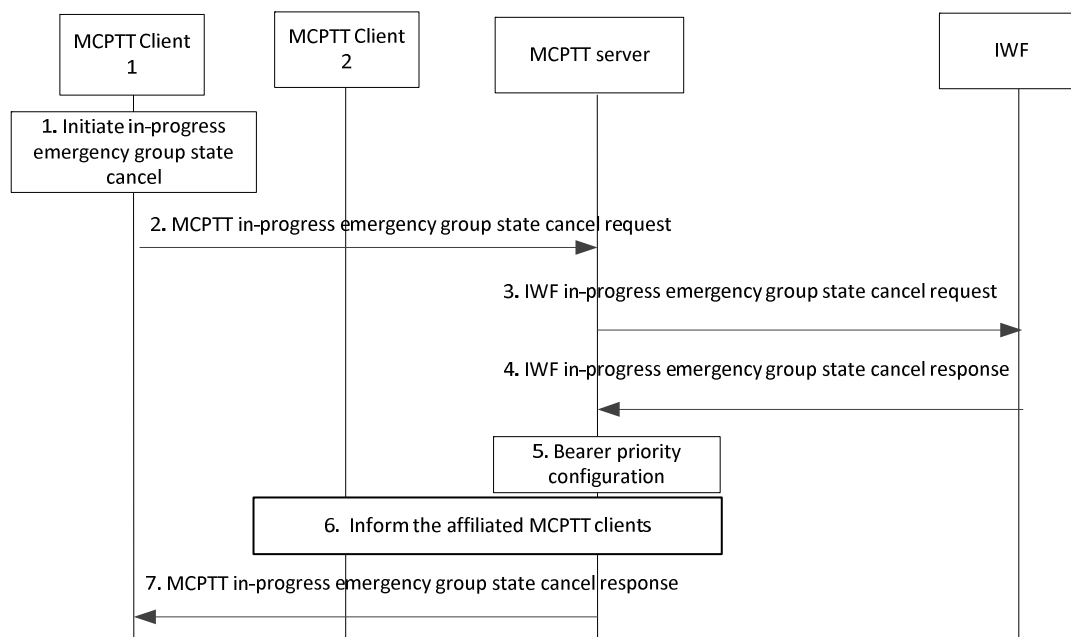 MCPTT Client
1
MCPTT Client
2
MCPTT server
IWF
1. Initiate in-progress
emergency group state
cancel
2. MCPTT in-progress emergency group state cancel request
3. IWF in-progress emergency group state cancel request
4. IWF in-progress emergency group state cancel response
5. Bearer priority
configuration
6. Inform the affiliated MCPTT clients
7. MCPTT in-progress emergency group state cancel response